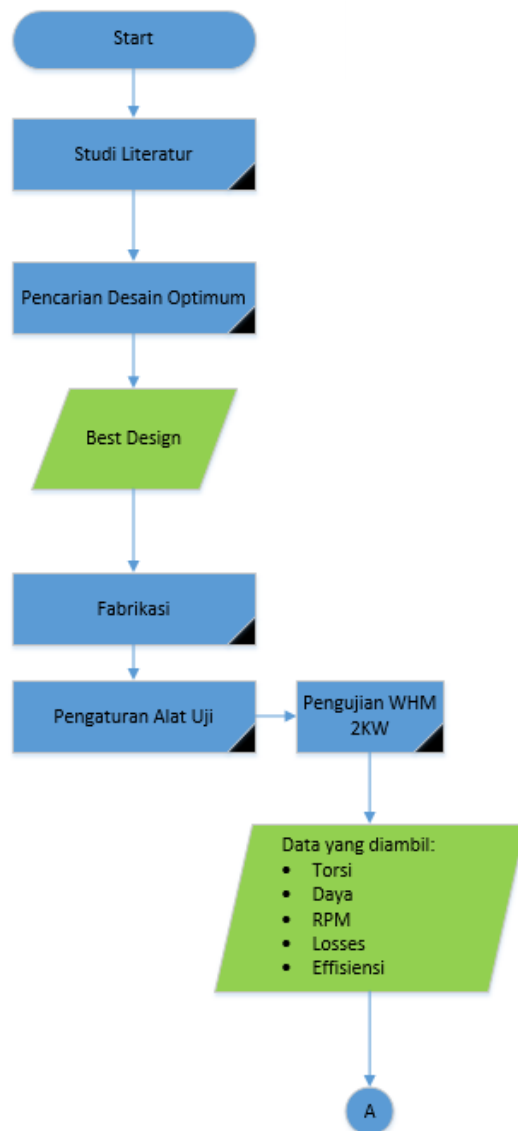 Start
Studi Literatur
Pencarian Desain Optimum
Best Design
Fabrikasi
Pengaturan Alat Uji
Pengujian WHM
2KW
Data yang diambil:
• Torsi
• Daya
• RPM
• Losses
• Effisiensi
A